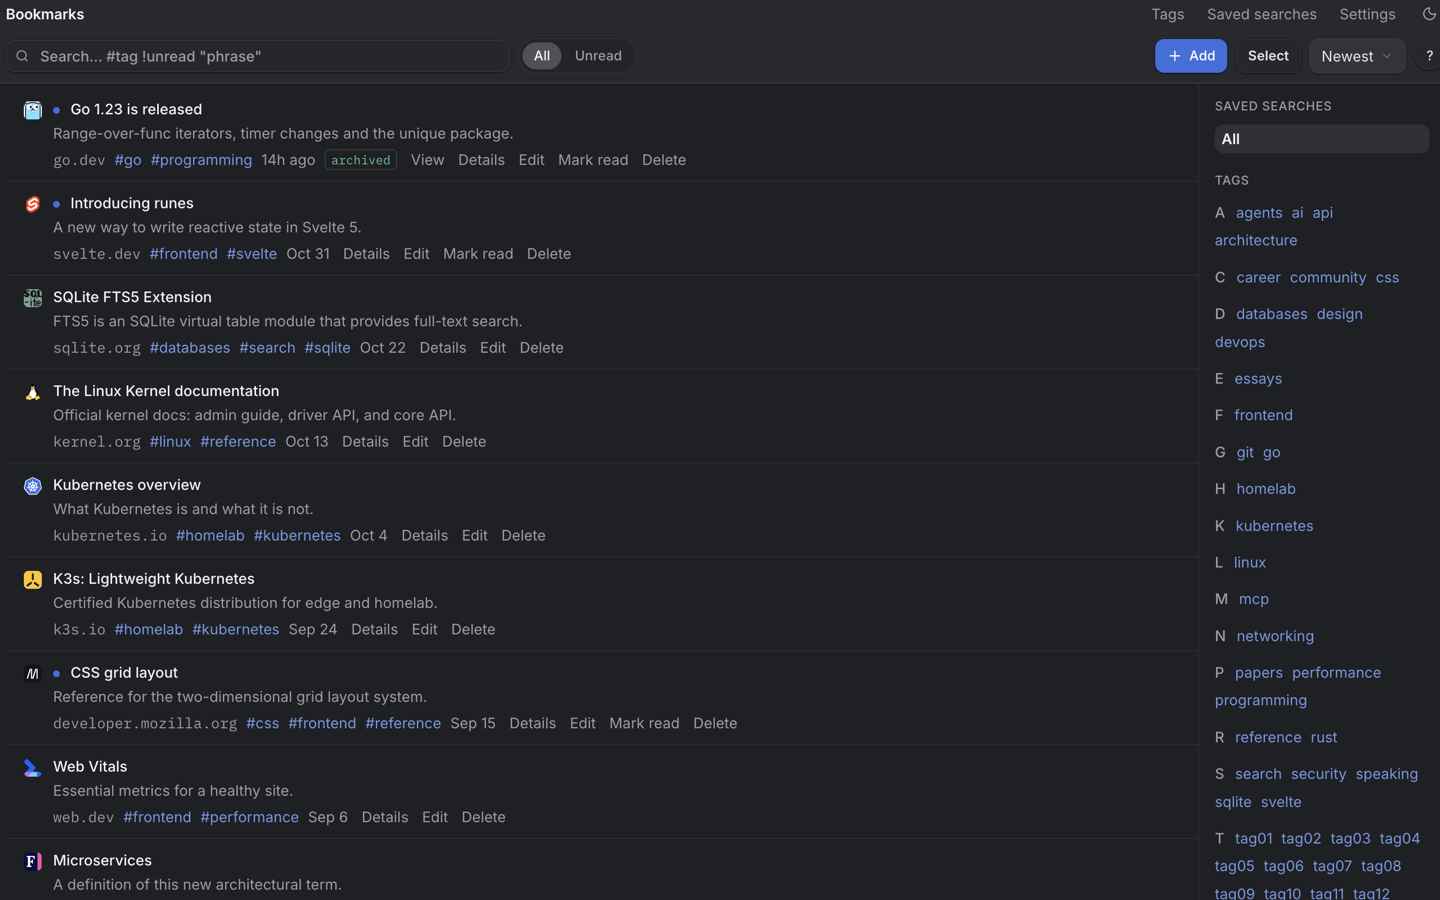 Bookmarks
Tags Saved searches Settings
Search... #tag !unread "phrase"
All Unread
+ Add Select Newest ?
Go 1.23 is released
Range-over-func iterators, timer changes and the unique package.
go.dev #go #programming 14h ago archived View Details Edit Mark read Delete
Introducing runes
A new way to write reactive state in Svelte 5.
svelte.dev #frontend #svelte Oct 31 Details Edit Mark read Delete
SQLite FTS5 Extension
FTS5 is an SQLite virtual table module that provides full-text search.
sqlite.org #databases #search #sqlite Oct 22 Details Edit Delete
The Linux Kernel documentation
Official kernel docs: admin guide, driver API, and core API.
kernel.org #linux #reference Oct 13 Details Edit Delete
Kubernetes overview
What Kubernetes is and what it is not.
kubernetes.io #homelab #kubernetes Oct 4 Details Edit Delete
K3s: Lightweight Kubernetes
Certified Kubernetes distribution for edge and homelab.
k3s.io #homelab #kubernetes Sep 24 Details Edit Delete
CSS grid layout
Reference for the two-dimensional grid layout system.
developer.mozilla.org #css #frontend #reference Sep 15 Details Edit Mark read Delete
Web Vitals
Essential metrics for a healthy site.
web.dev #frontend #performance Sep 6 Details Edit Delete
Microservices
A definition of this new architectural term.
SAVED SEARCHES
All
TAGS
A agents ai api
architecture
C career community css
D databases design
devops
E essays
F frontend
G git go
H homelab
K kubernetes
L linux
M mcp
N networking
P papers performance
programming
R reference rust
S search security speaking
sqlite svelte
T tag01 tag02 tag03 tag04
tag05 tag06 tag07 tag08
tag09 tag10 tag11 tag12